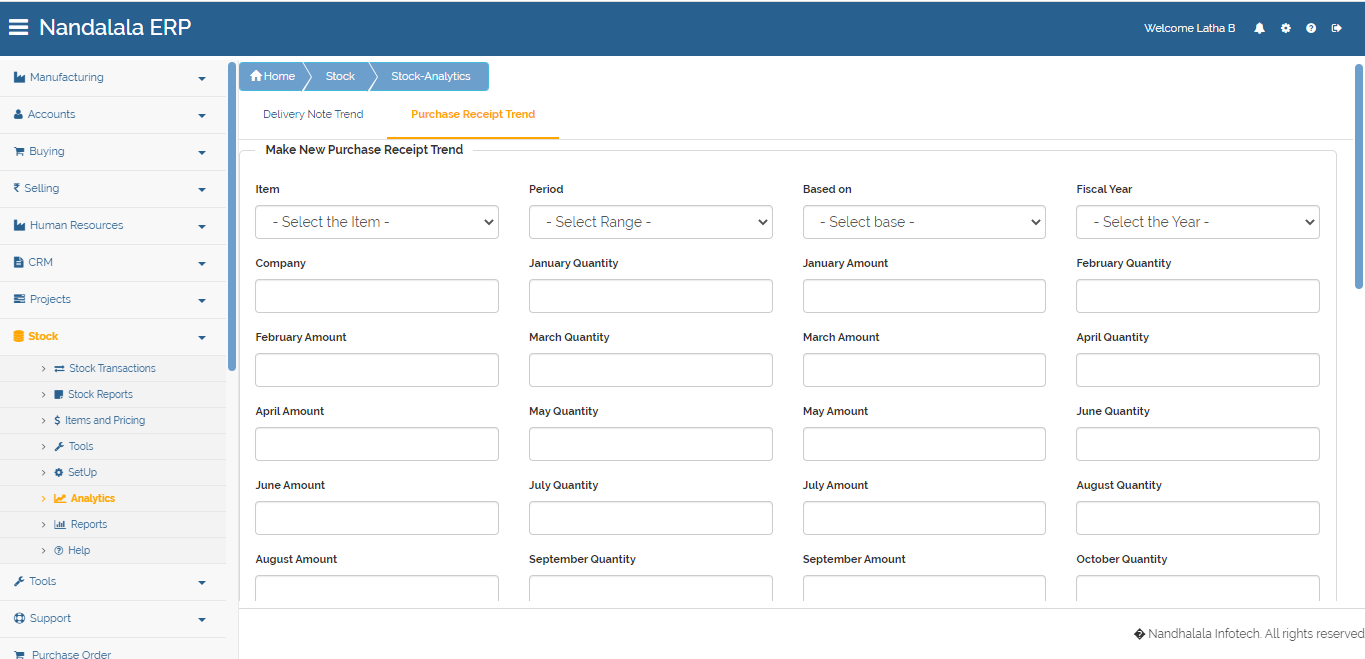 Nandalala ERP
Welcome Latha B
Manufacturing
Accounts
Buying
Selling
Human Resources
CRM
Projects
Stock
Stock Transactions
Stock Reports
Items and Pricing
Tools
SetUp
Analytics
Reports
Help
Tools
Support
Purchase Order
Home Stock Stock-Analytics
Delivery Note Trend Purchase Receipt Trend
Make New Purchase Receipt Trend
Item Period Based on Fiscal Year
- Select the Item - - Select Range - - Select base - - Select the Year -
Company January Quantity January Amount February Quantity
February Amount March Quantity March Amount April Quantity
April Amount May Quantity May Amount June Quantity
June Amount July Quantity July Amount August Quantity
August Amount September Quantity September Amount October Quantity
� Nandhalala Infotech. All rights reserved